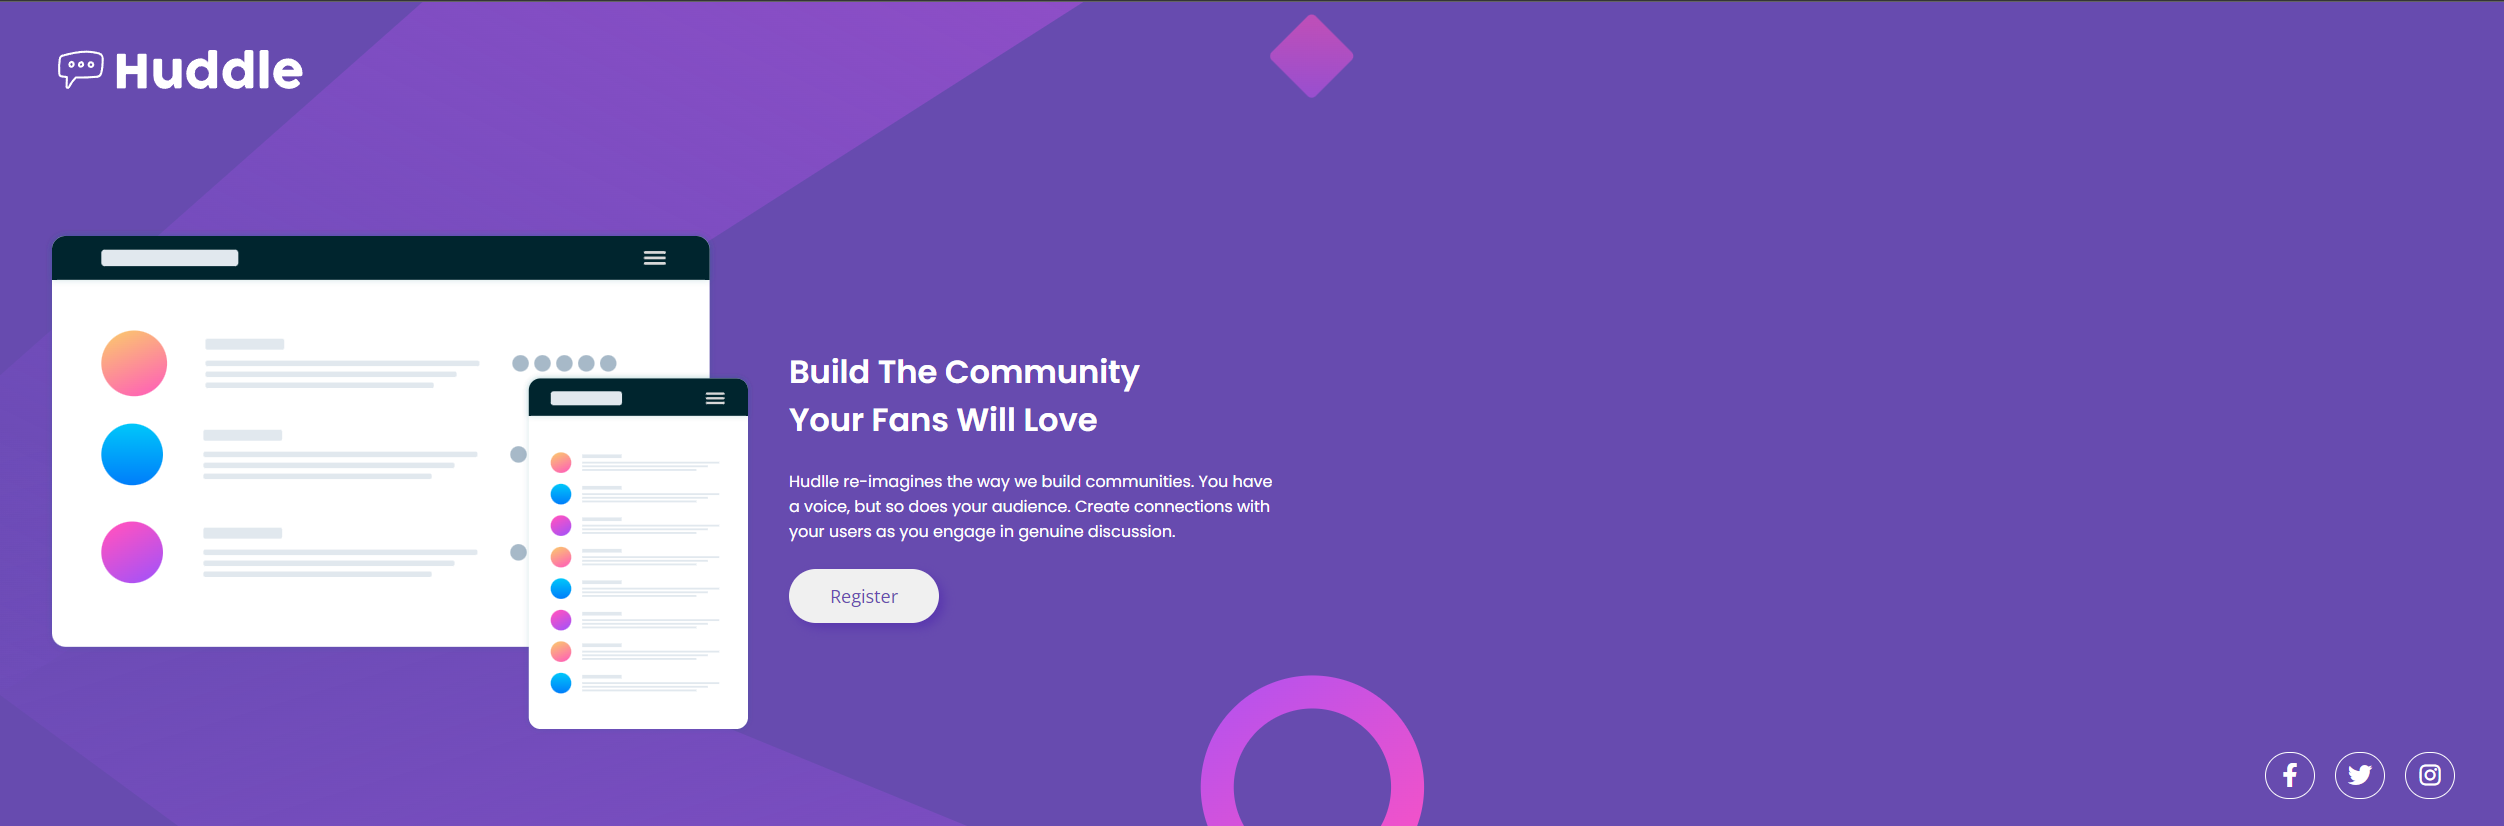 Huddle
Build The Community
Your Fans Will Love
Hudlle re-imagines the way we build communities. You have
a voice, but so does your audience. Create connections with
your users as you engage in genuine discussion.
Register